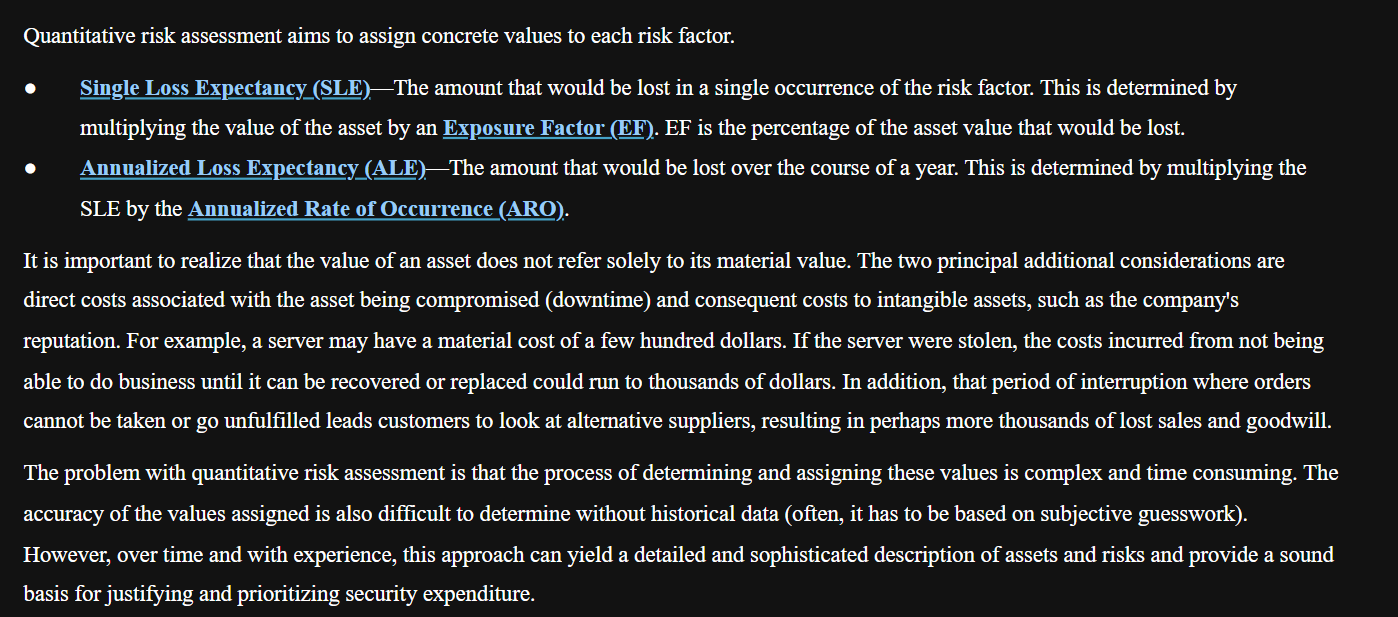 Quantitative risk assessment aims to assign concrete values to each risk factor.
● Single Loss Expectancy (SLE)—The amount that would be lost in a single occurrence of the risk factor. This is determined by
multiplying the value of the asset by an Exposure Factor (EF). EF is the percentage of the asset value that would be lost.
● Annualized Loss Expectancy (ALE)—The amount that would be lost over the course of a year. This is determined by multiplying the
SLE by the Annualized Rate of Occurrence (ARO).
It is important to realize that the value of an asset does not refer solely to its material value. The two principal additional considerations are
direct costs associated with the asset being compromised (downtime) and consequent costs to intangible assets, such as the company's
reputation. For example, a server may have a material cost of a few hundred dollars. If the server were stolen, the costs incurred from not being
able to do business until it can be recovered or replaced could run to thousands of dollars. In addition, that period of interruption where orders
cannot be taken or go unfulfilled leads customers to look at alternative suppliers, resulting in perhaps more thousands of lost sales and goodwill.
The problem with quantitative risk assessment is that the process of determining and assigning these values is complex and time consuming. The
accuracy of the values assigned is also difficult to determine without historical data (often, it has to be based on subjective guesswork).
However, over time and with experience, this approach can yield a detailed and sophisticated description of assets and risks and provide a sound
basis for justifying and prioritizing security expenditure.